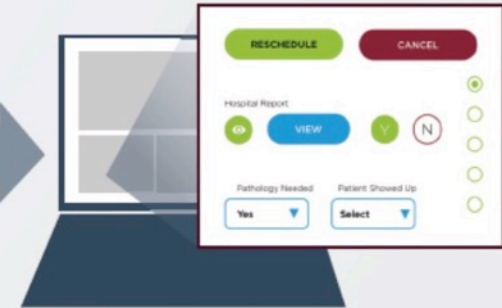 RESCHEDULE CANCEL
Hospital Report
VIEW Y N
Pathology Needed Patient Showed Up
Yes Select